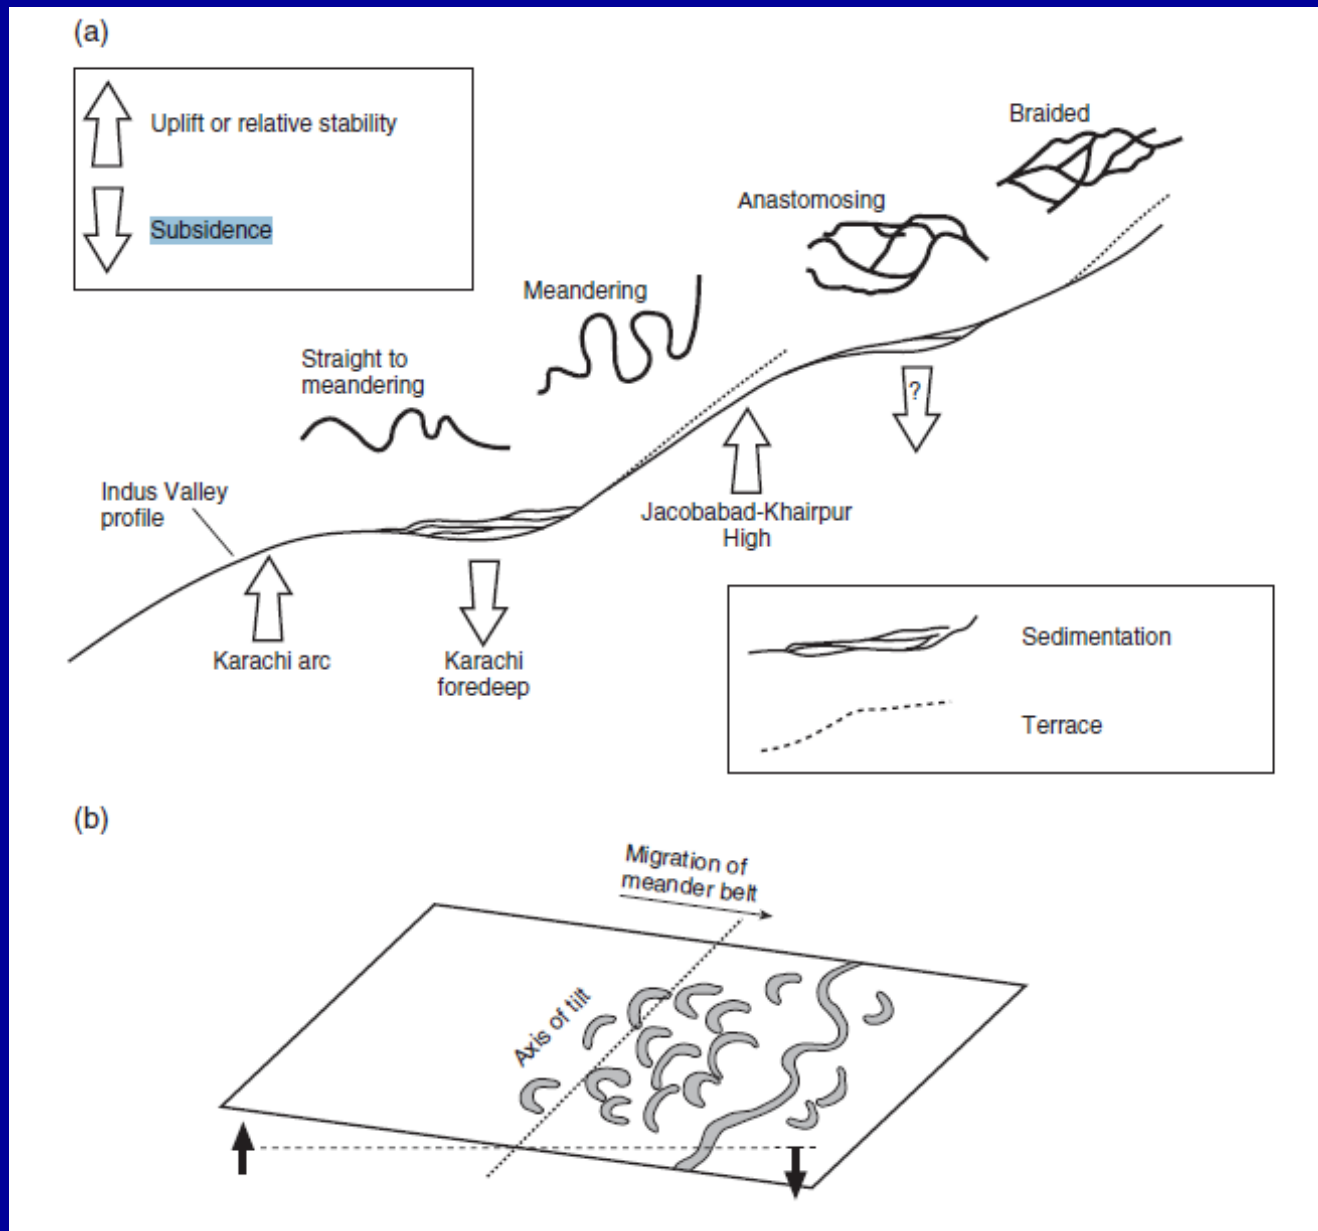 (a)
Uplift or relative stability
Subsidence
Braided
Anastomosing
Meandering
Straight to
meandering
?
Indus Valley
profile
Jacobabad-Khairpur
High
Karachi arc
Karachi
foredeep
Sedimentation
Terrace
(b)
Migration of
meander belt
Axis of tilt